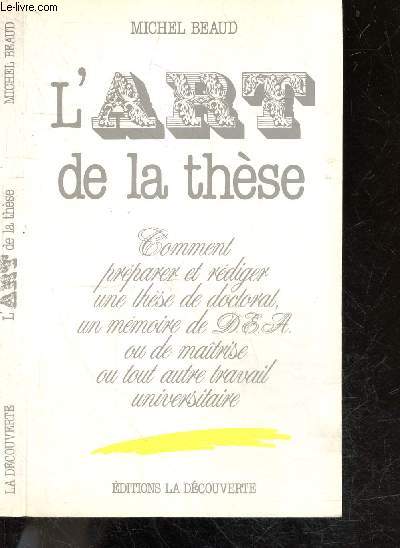 Le-livre.com
MICHEL BEAUD
L'ART
de la thèse
Comment
préparer et rédiger
une thèse de doctorat,
un mémoire de D.E.A.
ou de maîtrise
ou tout autre travail
universitaire
ÉDITIONS LA DÉCOUVERTE
MICHEL BEAUD
L'ART de la thèse
LA DÉCOUVERTE